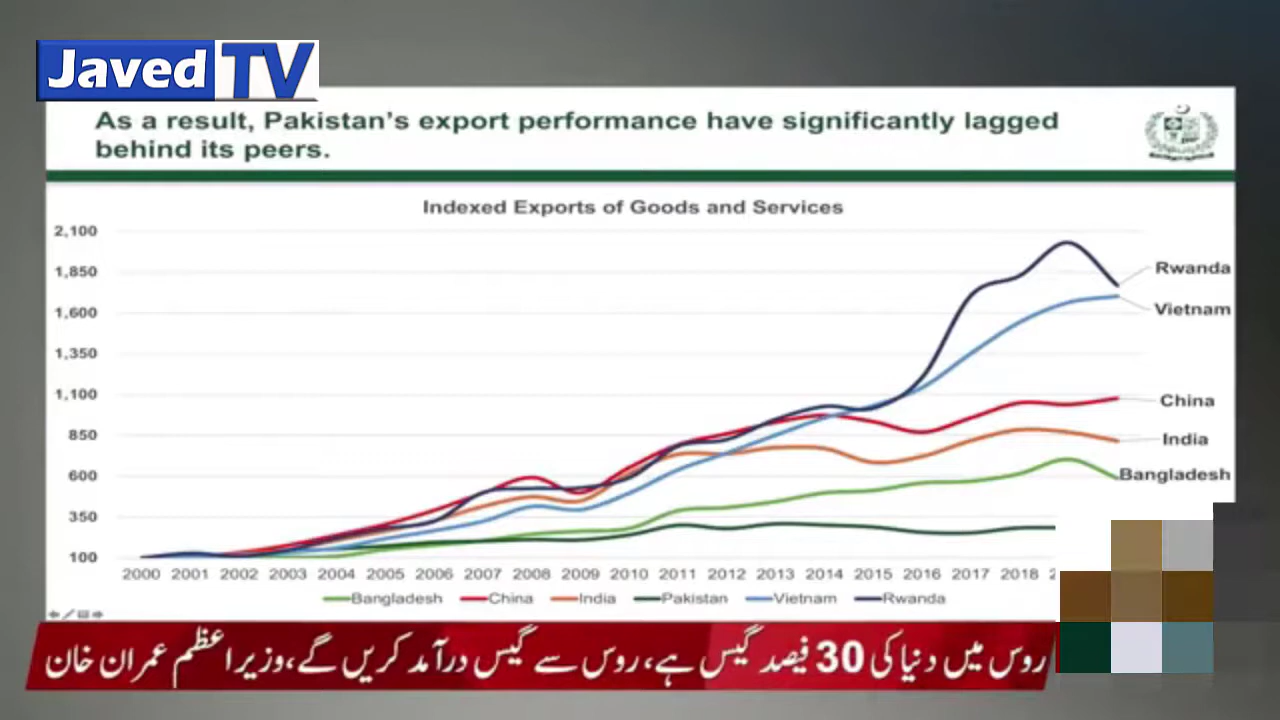 Javed TV
As a result, Pakistan's export performance have significantly lagged
behind its peers.
Indexed Exports of Goods and Services
2,100
1,850
1,600
1,350
1,100
850
600
350
100
Rwanda
Vietnam
China
India
Bangladesh
2000 2001 2002 2003 2004 2005 2006 2007 2008 2009 2010 2011 2012 2013 2014 2015 2016 2017 2018
Bangladesh China India Pakistan Vietnam Rwanda
روس میں دنیا کی 30 فیصد گیس ہے، روس سے گیس درآمد کریں گے، وزیراعظم عمران خان